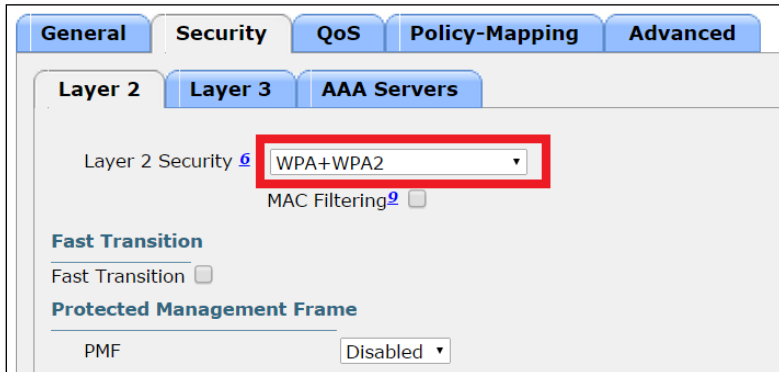 General Security QoS Policy-Mapping Advanced
Layer 2 Layer 3 AAA Servers
Layer 2 Security 6 WPA+WPA2
MAC Filtering9
Fast Transition
Fast Transition
Protected Management Frame
PMF Disabled